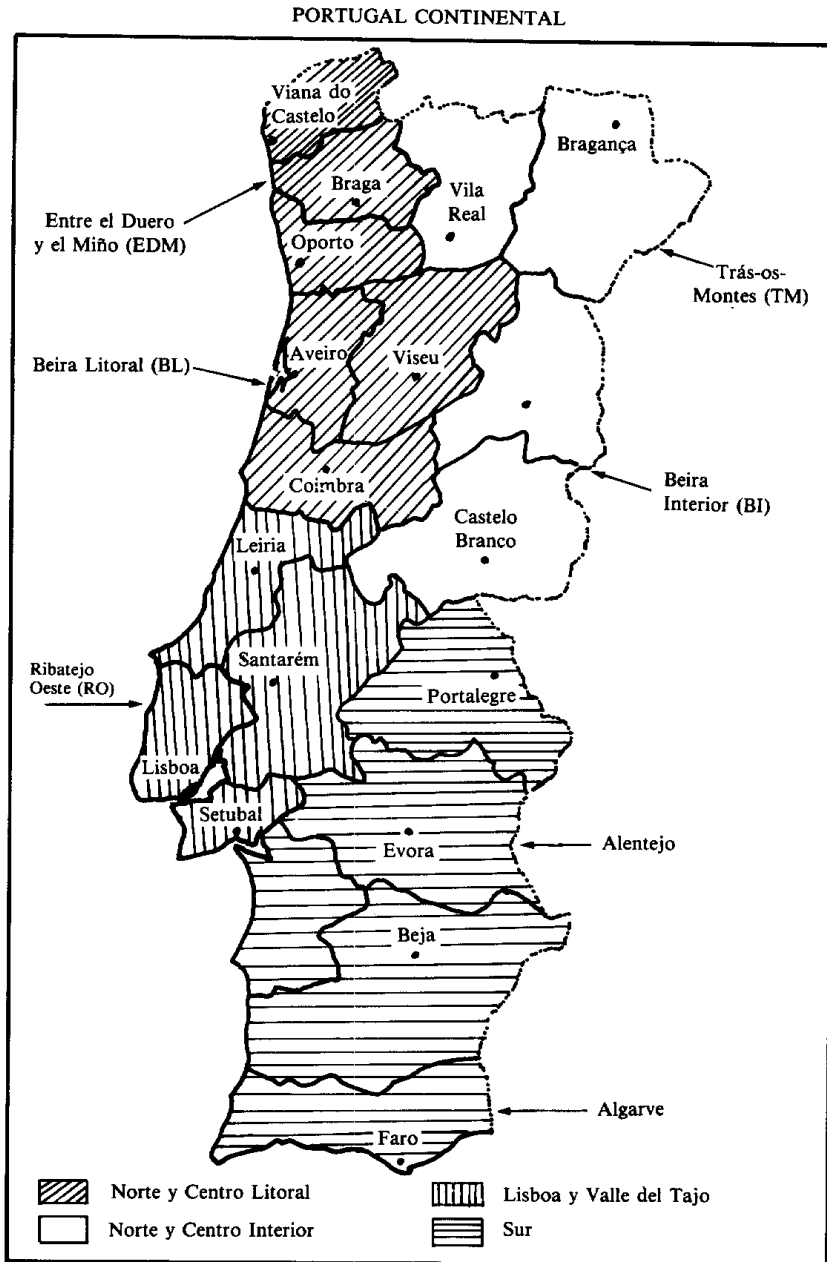 PORTUGAL CONTINENTAL
Viana do
Castelo
Bragança
Braga
Vila
Real
Entre el Duero
y el Miño (EDM)
Oporto
Trás-os-
Montes (TM)
Aveiro
Viseu
Beira Litoral (BL)
Coimbra
Beira
Interior (BI)
Castelo
Branco
Leiria
Ribatejo
Oeste (RO)
Santarém
Portalegre
Lisboa
Setubal
Evora
Alentejo
Beja
Algarve
Faro
Norte y Centro Litoral
Lisboa y Valle del Tajo
Norte y Centro Interior
Sur